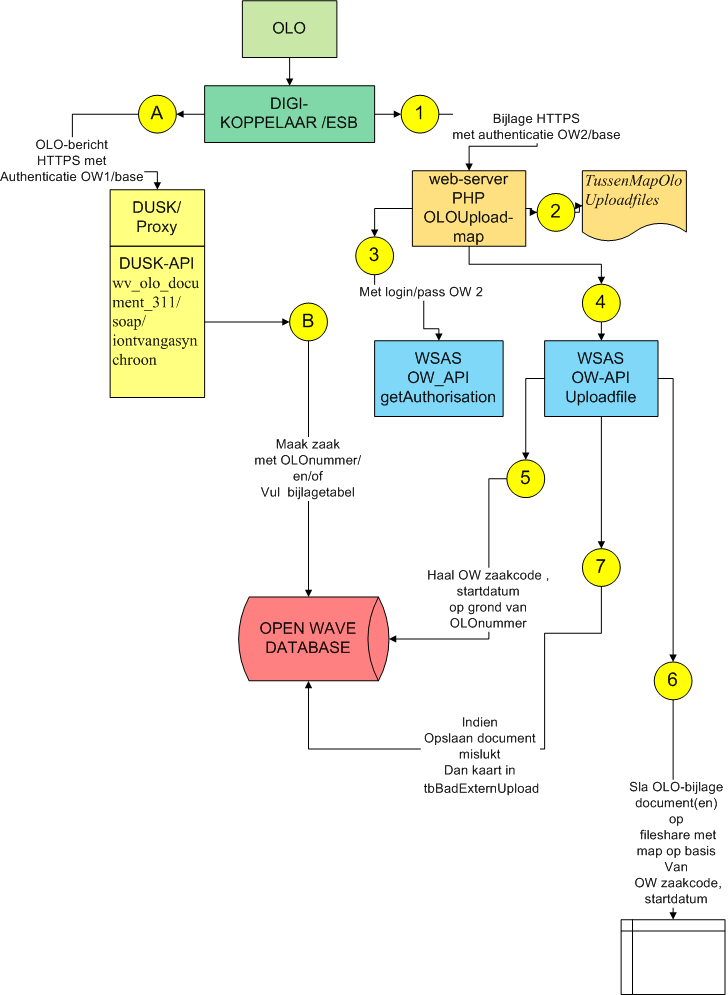 OLO
DIGI-
KOPPELAAR /ESB
A
1
OLO-bericht
HTTPS met
Authenticatie OW1/base
Bijlage HTTPS
met authenticatie OW2/base
DUSK/
Proxy
DUSK-API
wv_olo_docu
ment_311/
soap/
iontvangasyn
chroon
web-server
PHP
OLOUpload-
map
2
TussenMapOlo
Uploadfiles
3
Met login/pass OW 2
4
B
WSAS
OW_API
getAuthorisation
WSAS
OW-API
Uploadfile
Maak zaak
met OLOnummer/
en/of
Vul bijlagetabel
5
7
Haal OW zaakcode ,
startdatum
op grond van
OLOnummer
OPEN WAVE
DATABASE
6
Indien
Opslaan document
mislukt
Dan kaart in
tbBadExternUpload
Sla OLO-bijlage
document(en)
op
fileshare met
map op basis
Van
OW zaakcode,
startdatum